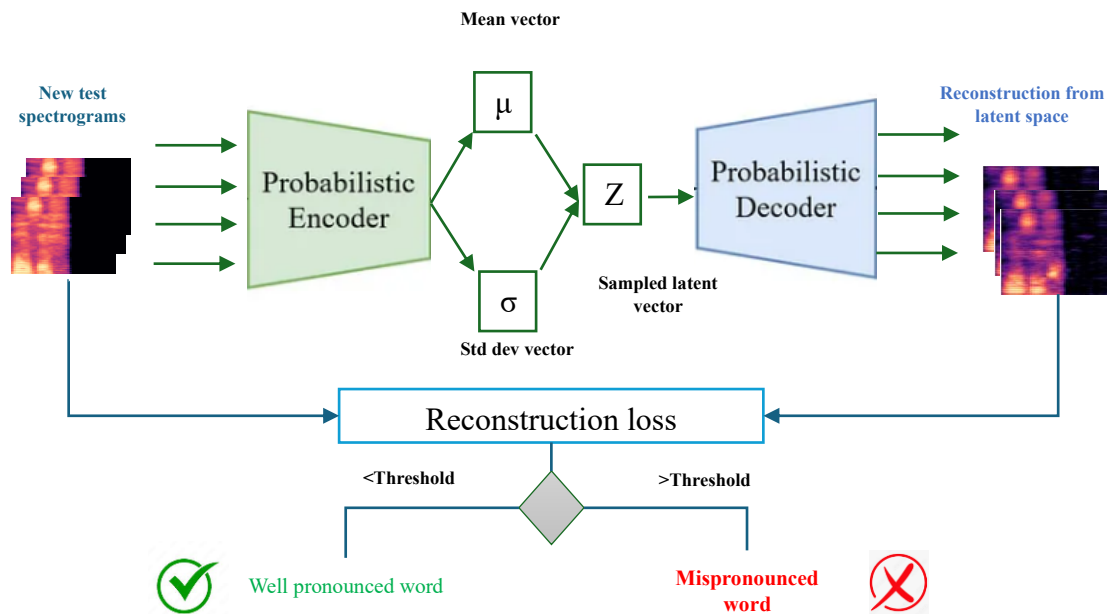 Mean vector
New test
spectrograms
μ
Reconstruction from
latent space
Probabilistic
Encoder
Z
Probabilistic
Decoder
σ
Sampled latent
vector
Std dev vector
Reconstruction loss
<Threshold
>Threshold
Well pronounced word
Mispronounced
word